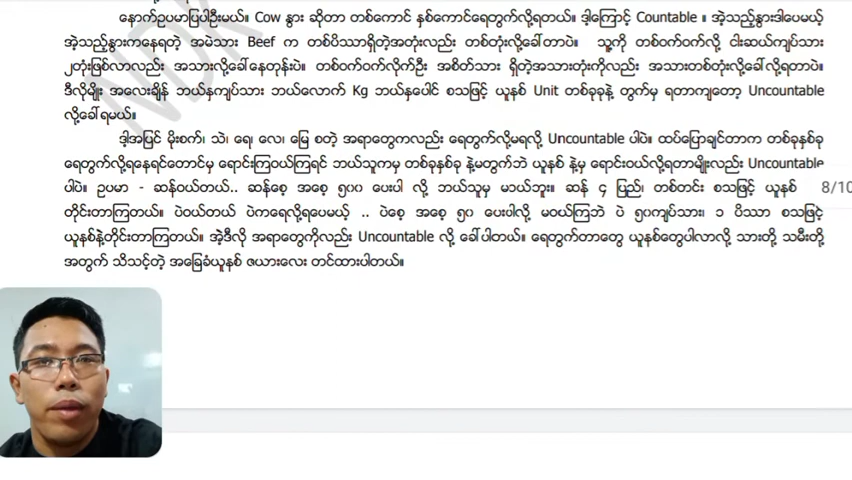 နောက်ဥပမာပြပါဦးမယ်။ Cow နွား ဆိုတာ တစ်ကောင် နှစ်ကောင်ရေတွက်လို့ရတယ်။ ဒါ့ကြောင့် Countable ။ အဲ့သည့်နွားဒါပေမယ့်
အဲ့သည့်နွားကနေရတဲ့ အမဲသား Beef က တစ်ပိဿာရှိတဲ့အတုံးလည်း တစ်တုံးလို့ခေါ်တာပဲ။ သူ့ကို တစ်ဝက်ဝက်လို့ ငါးဆယ်ကျပ်သား
၂တုံးဖြစ်လာလည်း အသားလို့ခေါ်နေတုန်းပဲ။ တစ်ဝက်ဝက်လိုက်ဦး အစိတ်သား ရှိတဲ့အသားတုံးကိုလည်း အသားတစ်တုံးလို့ခေါ်လို့ရတာပဲ။
ဒီလိုမျိုး အလေးချိန် ဘယ်နှကျပ်သား ဘယ်လောက် Kg ဘယ်နှပေါင် စသဖြင့် ယူနစ် Unit တစ်ခုခုနဲ့ တွက်မှ ရတာကျတော့ Uncountable
လို့ခေါ်ရမယ်။
ဒါ့အပြင် မိုးစက်၊ သဲ၊ ရေ၊ လေ၊ မြေ စတဲ့ အရာတွေကလည်း ရေတွက်လို့မရလို့ Uncountable ပါပဲ။ ထပ်ပြောချင်တာက တစ်ခုနှစ်ခု
ရေတွက်လို့ရနေရင်တောင်မှ ရောင်းကြဝယ်ကြရင် ဘယ်သူကမှ တစ်ခုနှစ်ခု နဲ့မတွက်ဘဲ ယူနစ် နဲ့မှ ရောင်းဝယ်လို့ရတာမျိုးလည်း Uncountable
ပါပဲ။ ဥပမာ - ဆန်ဝယ်တယ်.. ဆန်စေ့ အစေ့ ၅၀၀ ပေးပါ လို့ ဘယ်သူမှ မဝယ်ဘူး။ ဆန် ၄ ပြည်၊ တစ်တင်း စသဖြင့် ယူနစ်
တိုင်းတာကြတယ်။ ပဲဝယ်တယ် ပဲကရေလို့ရပေမယ့် .. ပဲစေ့ အစေ့ ၅၀ ပေးပါလို့ မဝယ်ကြဘဲ ပဲ ၅၀ကျပ်သား၊ ၁ ပိဿာ စသဖြင့်
ယူနစ်နဲ့တိုင်းတာကြတယ်။ အဲ့ဒီလို အရာတွေကိုလည်း Uncountable လို့ ခေါ်ပါတယ်။ ရေတွက်တာတွေ ယူနစ်တွေပါလာလို့ သားတို့ သမီးတို့
အတွက် သိသင့်တဲ့ အခြေခံယူနစ် ဇယားလေး တင်ထားပါတယ်။
8/10